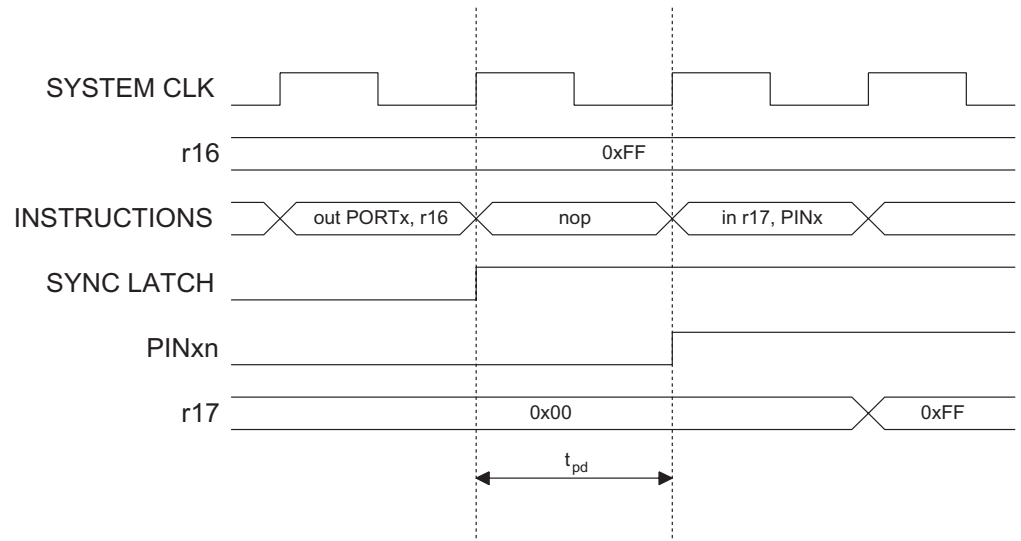 SYSTEM CLK
r16 0xFF
INSTRUCTIONS out PORTx, r16 nop in r17, PINx
SYNC LATCH
PINxn
r17 0x00 0xFF
tpd